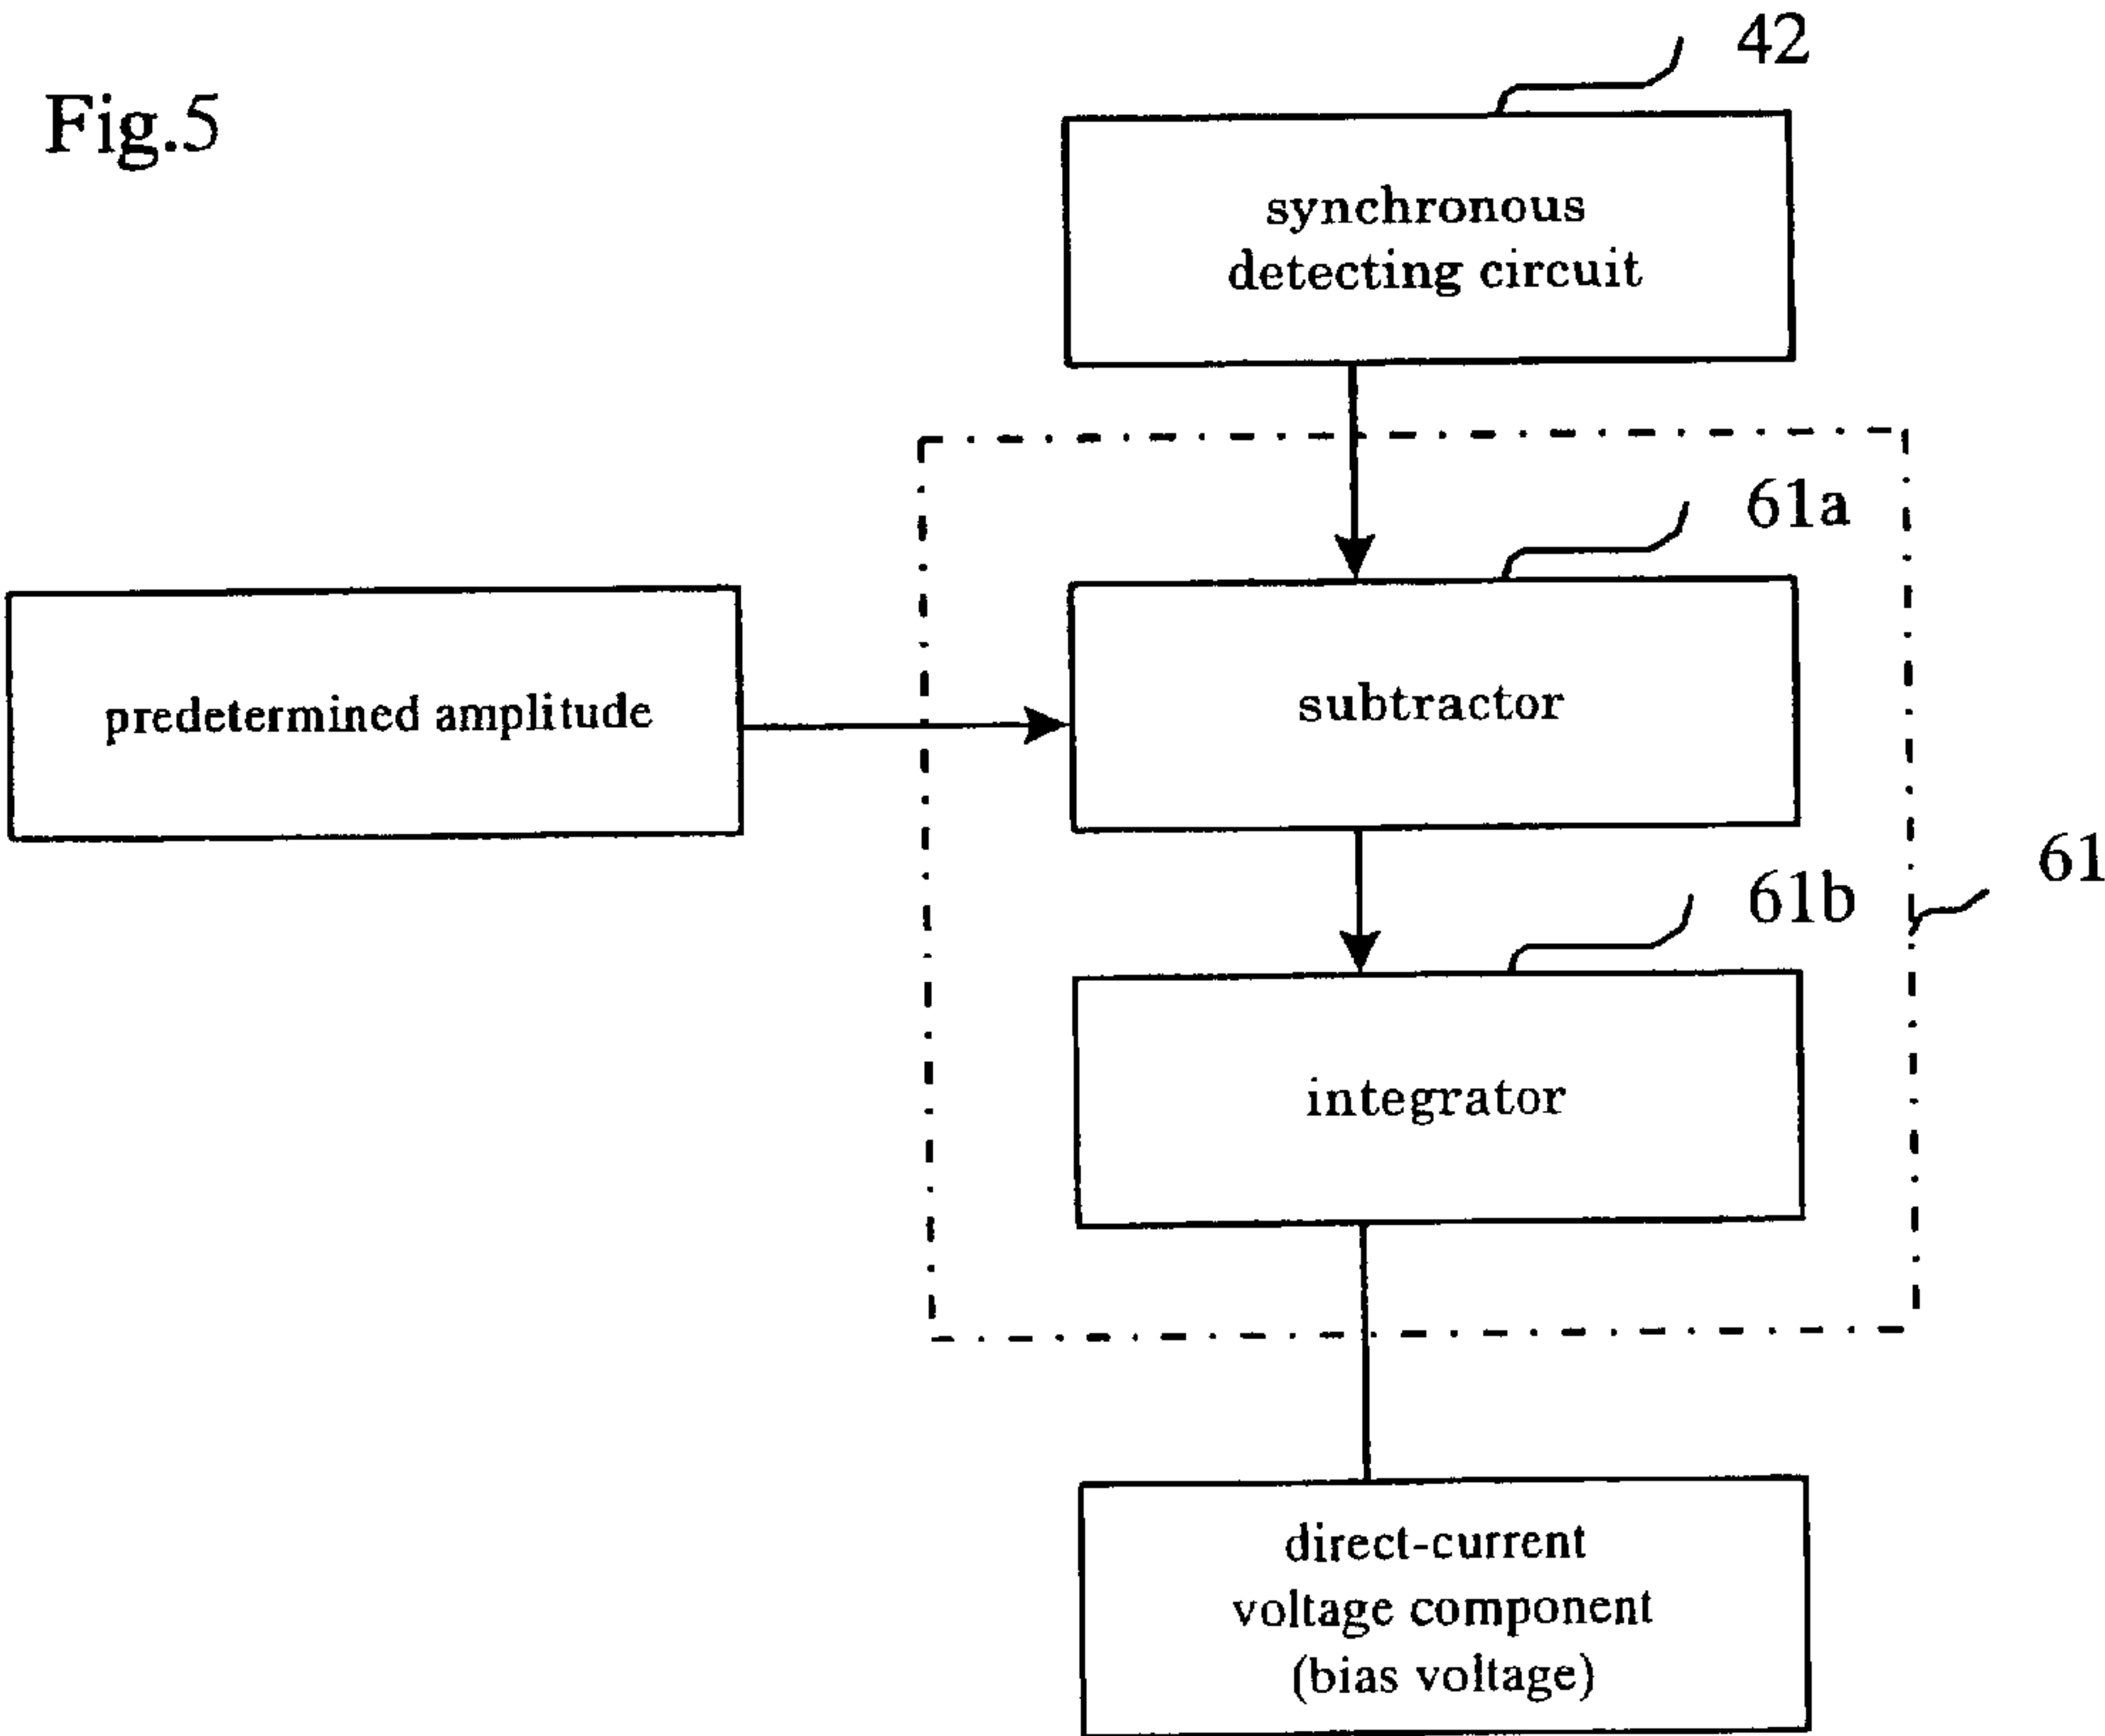 Fig.5
42
synchronous
detecting circuit
61a
predetermined amplitude
subtractor
61
61b
integrator
direct-current
voltage component
(bias voltage)